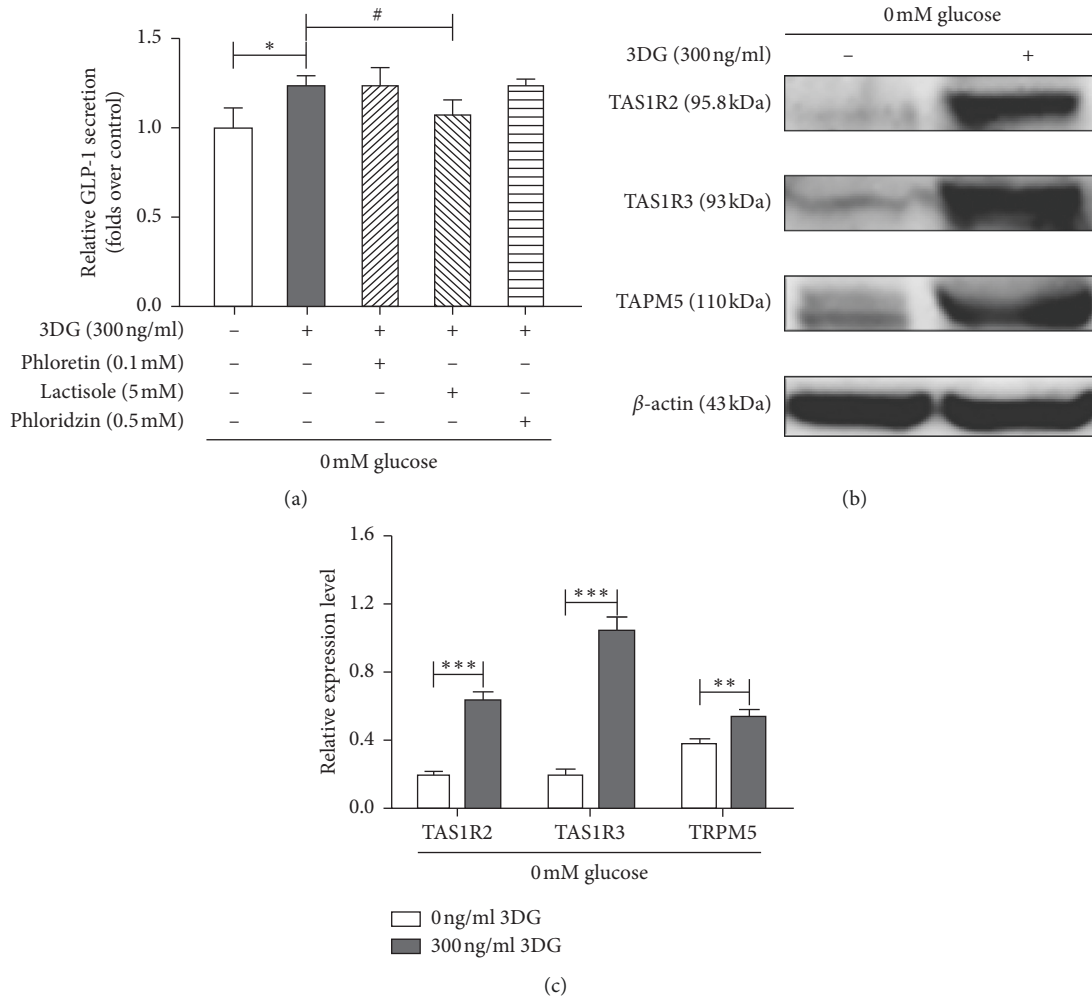 #
*
1.5
1.0
0.5
0.0
Relative GLP-1 secretion
(folds over control)
3DG (300 ng/ml) – + + + +
Phloretin (0.1 mM) – – + – –
Lactisole (5 mM) – – – + –
Phloridzin (0.5 mM) – – – – +
0 mM glucose
(a)
0 mM glucose
3DG (300 ng/ml) – +
TAS1R2 (95.8 kDa)
TAS1R3 (93 kDa)
TAPM5 (110 kDa)
β-actin (43 kDa)
(b)
1.6
1.2
0.8
0.4
0.0
Relative expression level
***
***
**
TAS1R2 TAS1R3 TRPM5
0 mM glucose
0 ng/ml 3DG
300 ng/ml 3DG
(c)